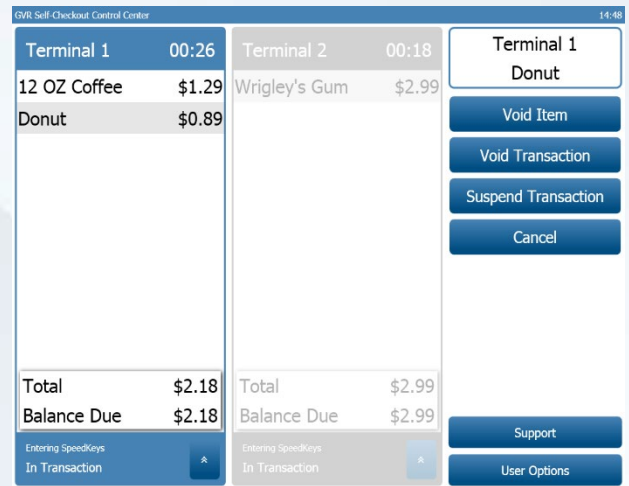 GVR Self-Checkout Control Center 14:48
Terminal 1 00:26
12 OZ Coffee $1.29
Donut $0.89
Total $2.18
Balance Due $2.18
Entering SpeedKeys
In Transaction
Terminal 2 00:18
Wrigley's Gum $2.99
Total $2.99
Balance Due $2.99
Entering SpeedKeys
In Transaction
Terminal 1
Donut
Void Item
Void Transaction
Suspend Transaction
Cancel
Support
User Options